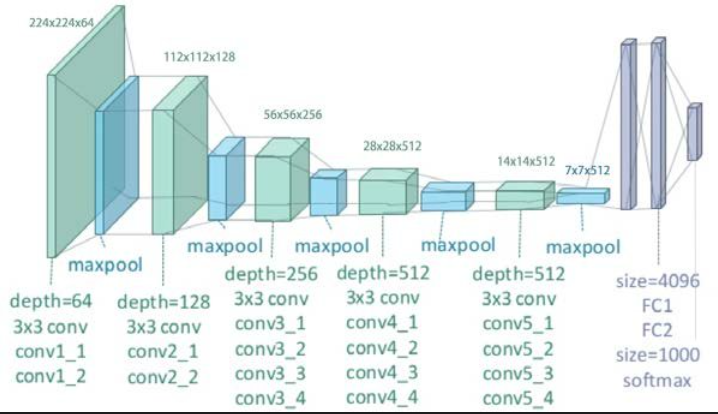 224x224x64
112x112x128
56x56x256
28x28x512
14x14x512
7x7x512
maxpool
maxpool
maxpool
maxpool
maxpool
depth=64
3x3 conv
conv1_1
conv1_2
depth=128
3x3 conv
conv2_1
conv2_2
depth=256
3x3 conv
conv3_1
conv3_2
conv3_3
conv3_4
depth=512
3x3 conv
conv4_1
conv4_2
conv4_3
conv4_4
depth=512
3x3 conv
conv5_1
conv5_2
conv5_3
conv5_4
size=4096
FC1
FC2
size=1000
softmax